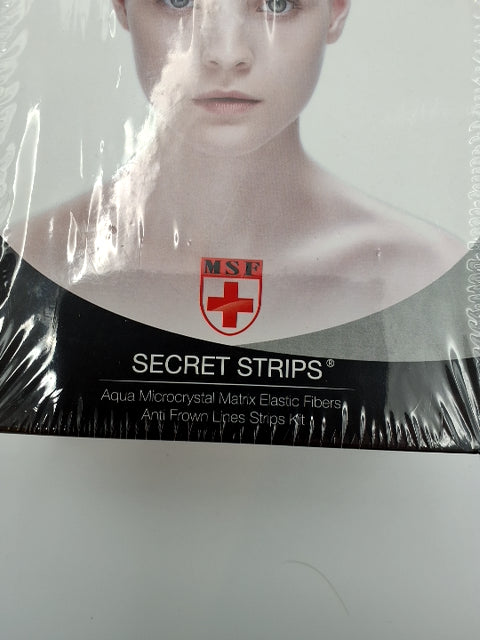 MSF
SECRET STRIPS®
Aqua Microcrystal Matrix Elastic Fibers
Anti Frown Lines Strips Kit